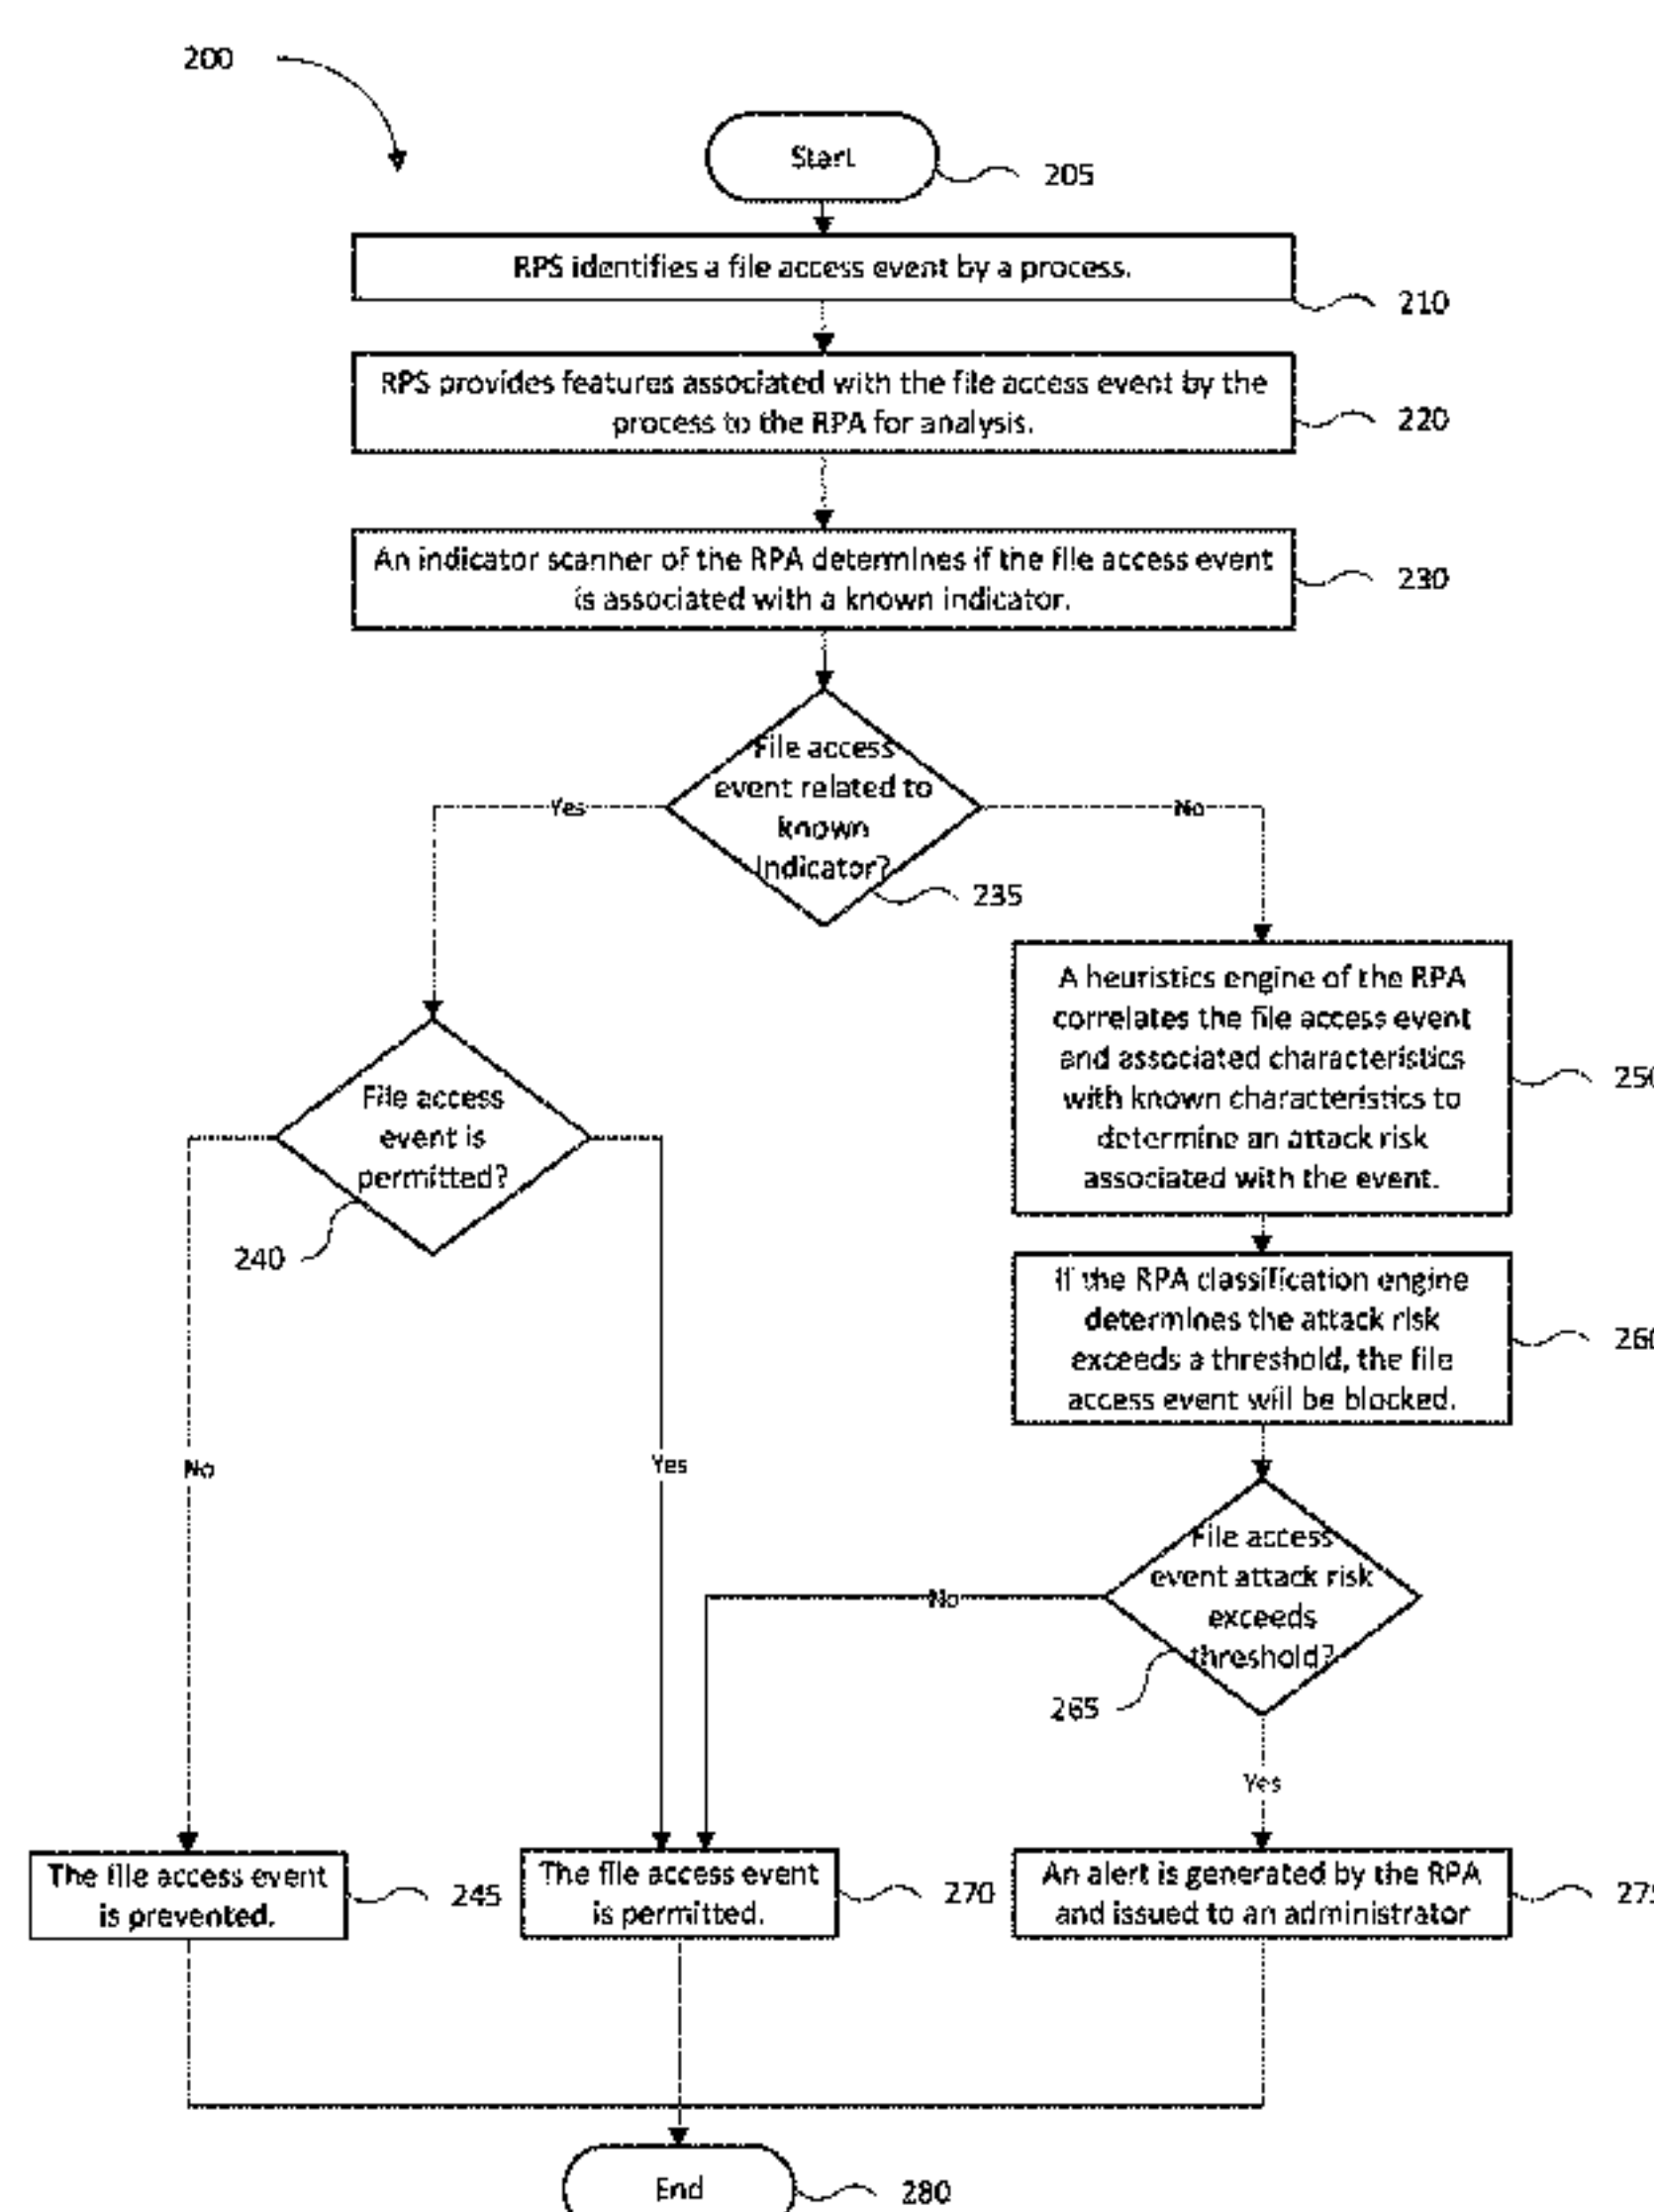 200
Start
205
RPS identifies a file access event by a process.
210
RPS provides features associated with the file access event by the
process to the RPA for analysis.
220
An indicator scanner of the RPA determines if the file access event
is associated with a known indicator.
230
File access
event related to
known
indicator?
235
Yes
No
File access
event is
permitted?
240
A heuristics engine of the RPA
correlates the file access event
and associated characteristics
with known characteristics to
determine an attack risk
associated with the event.
250
If the RPA classification engine
determines the attack risk
exceeds a threshold, the file
access event will be blocked.
260
No
Yes
File access
event attack risk
exceeds
threshold?
265
No
Yes
The file access event
is prevented.
245
The file access event
is permitted.
270
An alert is generated by the RPA
and issued to an administrator
275
End
280